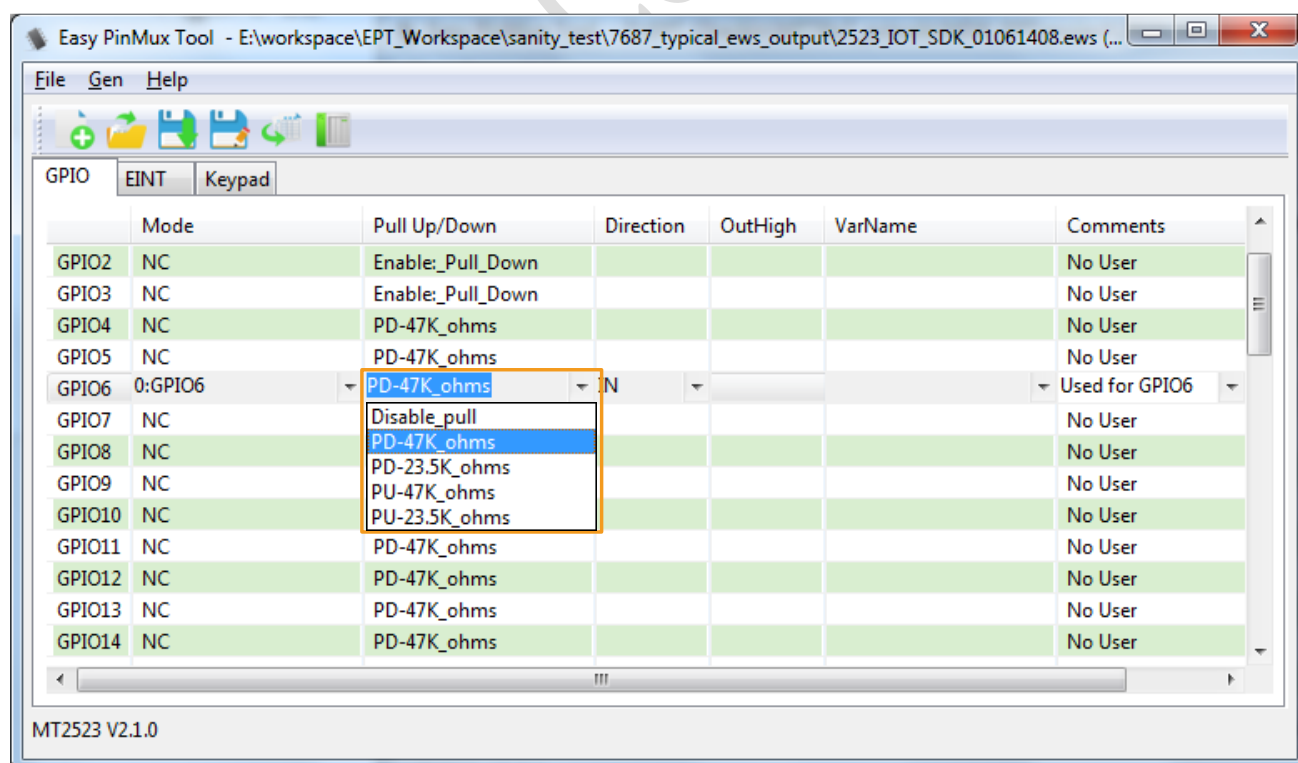 Easy PinMux Tool - E:\workspace\EPT_Workspace\sanity_test\7687_typical_ews_output\2523_IOT_SDK_01061408.ews (...
File Gen Help
GPIO EINT Keypad
Mode Pull Up/Down Direction OutHigh VarName Comments
GPIO2 NC Enable:_Pull_Down No User
GPIO3 NC Enable:_Pull_Down No User
GPIO4 NC PD-47K_ohms No User
GPIO5 NC PD-47K_ohms No User
GPIO6 0:GPIO6 PD-47K_ohms IN Used for GPIO6
GPIO7 NC Disable_pull No User
GPIO8 NC PD-47K_ohms No User
PD-23.5K_ohms
GPIO9 NC PU-47K_ohms No User
GPIO10 NC PU-23.5K_ohms No User
GPIO11 NC PD-47K_ohms No User
GPIO12 NC PD-47K_ohms No User
GPIO13 NC PD-47K_ohms No User
GPIO14 NC PD-47K_ohms No User
MT2523 V2.1.0